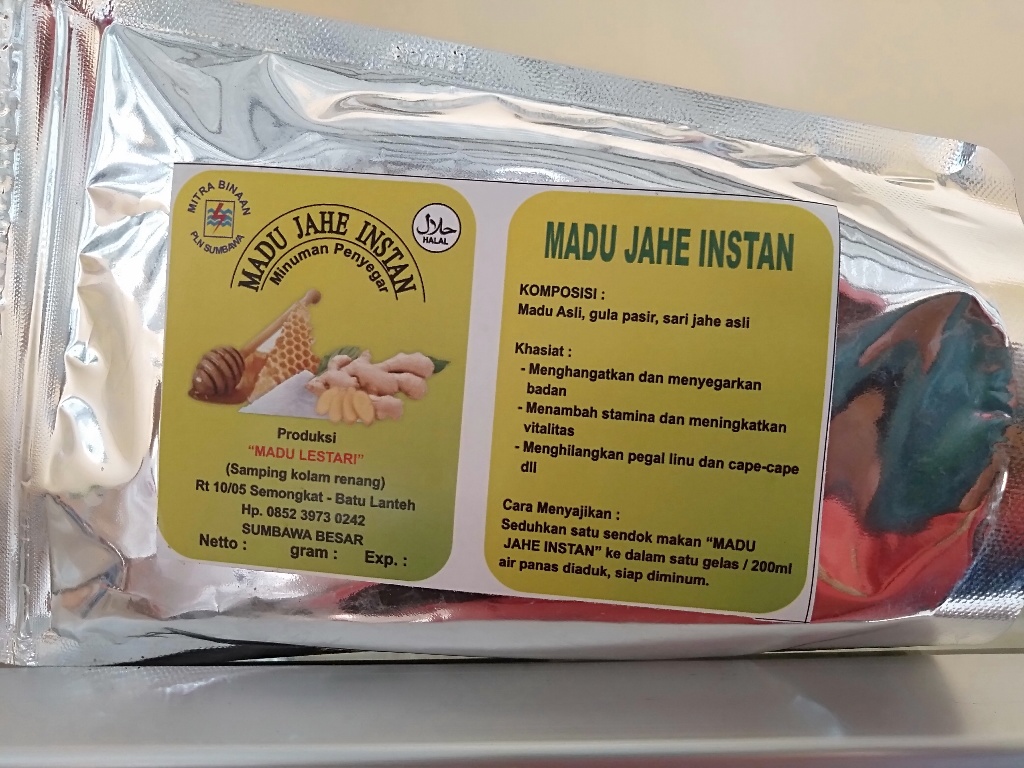 MITRA BINAAN
PLN SUMBAWA
MADU JAHE INSTAN
Minuman Penyegar
حلال
HALAL
Produksi
“MADU LESTARI”
(Samping kolam renang)
Rt 10/05 Semongkat - Batu Lanteh
Hp. 0852 3973 0242
SUMBAWA BESAR
Netto : gram : Exp. :
MADU JAHE INSTAN
KOMPOSISI :
Madu Asli, gula pasir, sari jahe asli
Khasiat :
- Menghangatkan dan menyegarkan
badan
- Menambah stamina dan meningkatkan
vitalitas
- Menghilangkan pegal linu dan cape-cape
dll
Cara Menyajikan :
Seduhkan satu sendok makan “MADU
JAHE INSTAN” ke dalam satu gelas / 200ml
air panas diaduk, siap diminum.